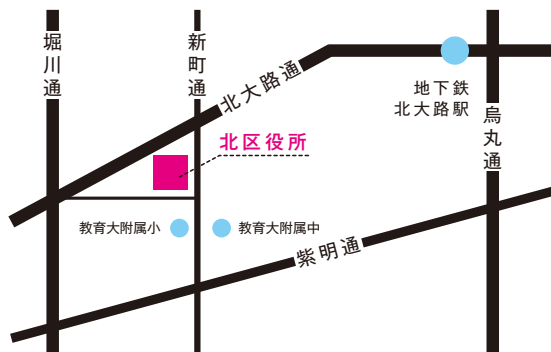 堀川通
新町通
北大路通
地下鉄
北大路駅
烏丸通
北区役所
教育大附属小
教育大附属中
紫明通